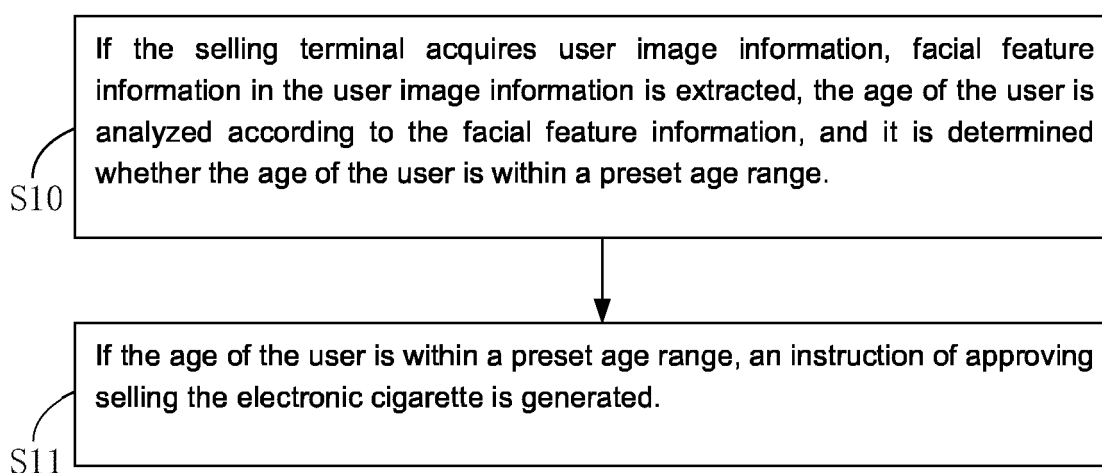 If the selling terminal acquires user image information, facial feature
information in the user image information is extracted, the age of the user is
analyzed according to the facial feature information, and it is determined
whether the age of the user is within a preset age range.
S10
If the age of the user is within a preset age range, an instruction of approving
selling the electronic cigarette is generated.
S11